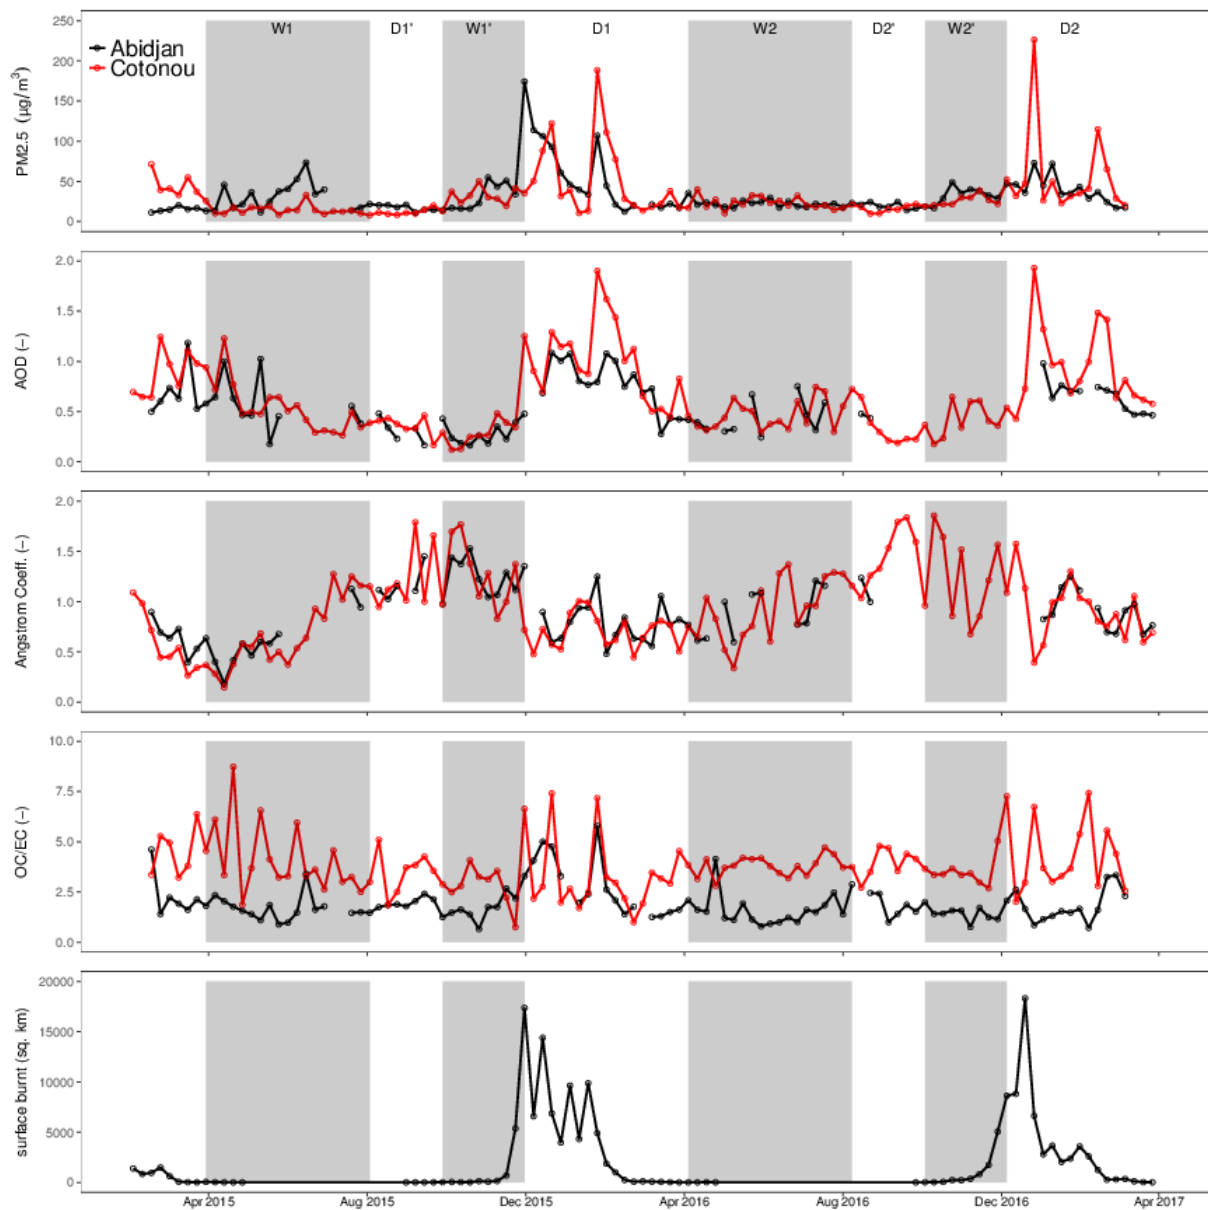 W1 D1' W1' D1 W2 D2' W2' D2
Abidjan
Cotonou
PM2.5 (µg/m³)
250
200
150
100
50
0
AOD (−)
2.0
1.5
1.0
0.5
0.0
Angstrom Coeff. (−)
2.0
1.5
1.0
0.5
0.0
OC/EC (−)
10.0
7.5
5.0
2.5
0.0
surface burnt (sq. km)
20000
15000
10000
5000
0
Apr 2015 Aug 2015 Dec 2015 Apr 2016 Aug 2016 Dec 2016 Apr 2017